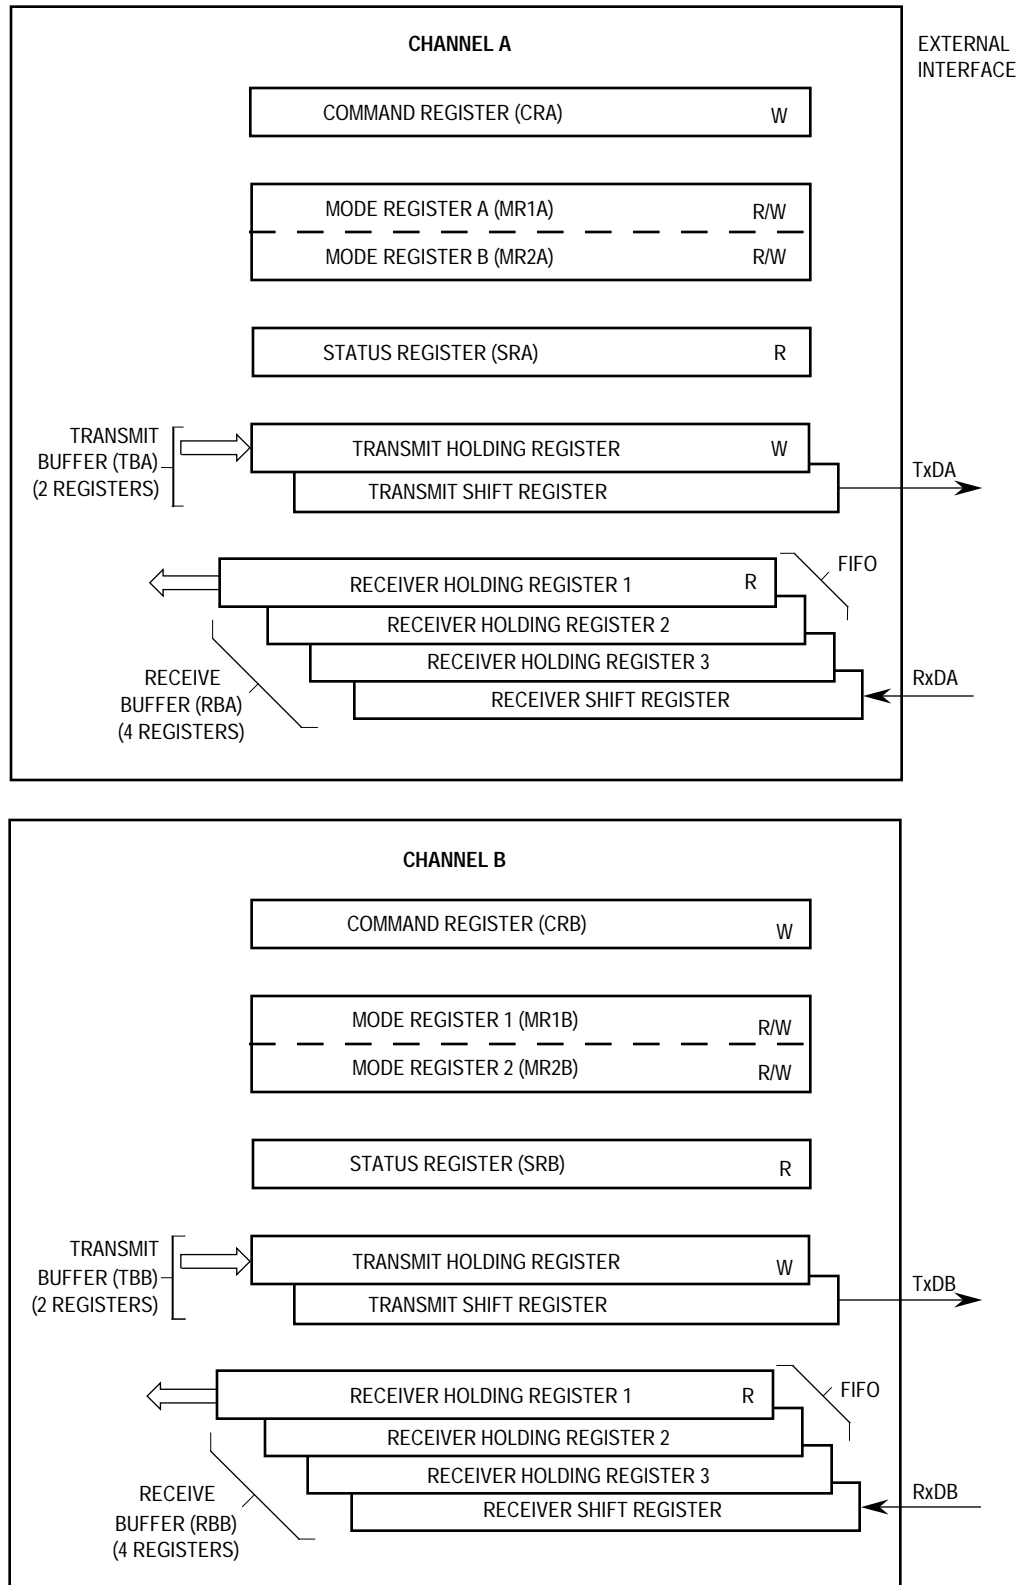 CHANNEL A
EXTERNAL
INTERFACE
COMMAND REGISTER (CRA) W
MODE REGISTER A (MR1A) R/W
MODE REGISTER B (MR2A) R/W
STATUS REGISTER (SRA) R
TRANSMIT
BUFFER (TBA)
(2 REGISTERS)
TRANSMIT HOLDING REGISTER W
TRANSMIT SHIFT REGISTER
TxDA
FIFO
RECEIVER HOLDING REGISTER 1 R
RECEIVER HOLDING REGISTER 2
RECEIVER HOLDING REGISTER 3
RECEIVER SHIFT REGISTER
RxDA
RECEIVE
BUFFER (RBA)
(4 REGISTERS)
CHANNEL B
COMMAND REGISTER (CRB) W
MODE REGISTER 1 (MR1B) R/W
MODE REGISTER 2 (MR2B) R/W
STATUS REGISTER (SRB) R
TRANSMIT
BUFFER (TBB)
(2 REGISTERS)
TRANSMIT HOLDING REGISTER W
TRANSMIT SHIFT REGISTER
TxDB
FIFO
RECEIVER HOLDING REGISTER 1 R
RECEIVER HOLDING REGISTER 2
RECEIVER HOLDING REGISTER 3
RECEIVER SHIFT REGISTER
RxDB
RECEIVE
BUFFER (RBB)
(4 REGISTERS)